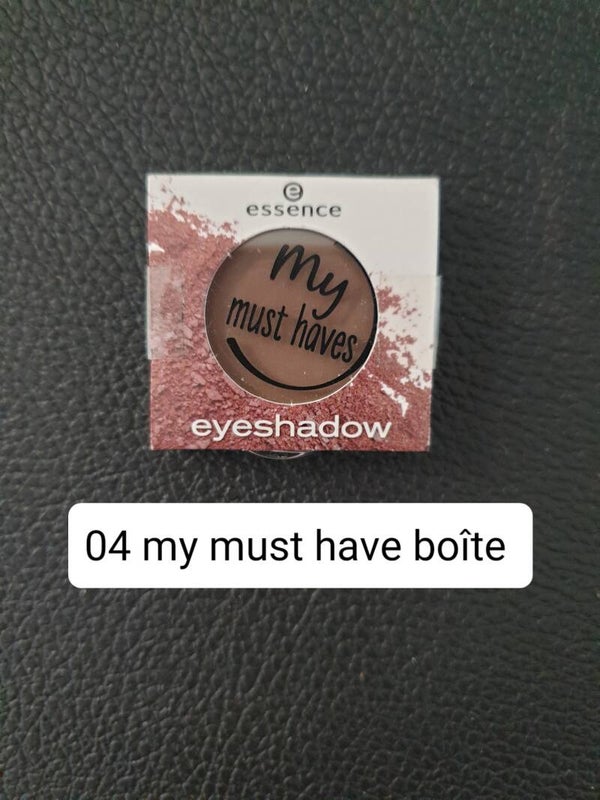 e
essence
my
must haves
eyeshadow
04 my must have boîte